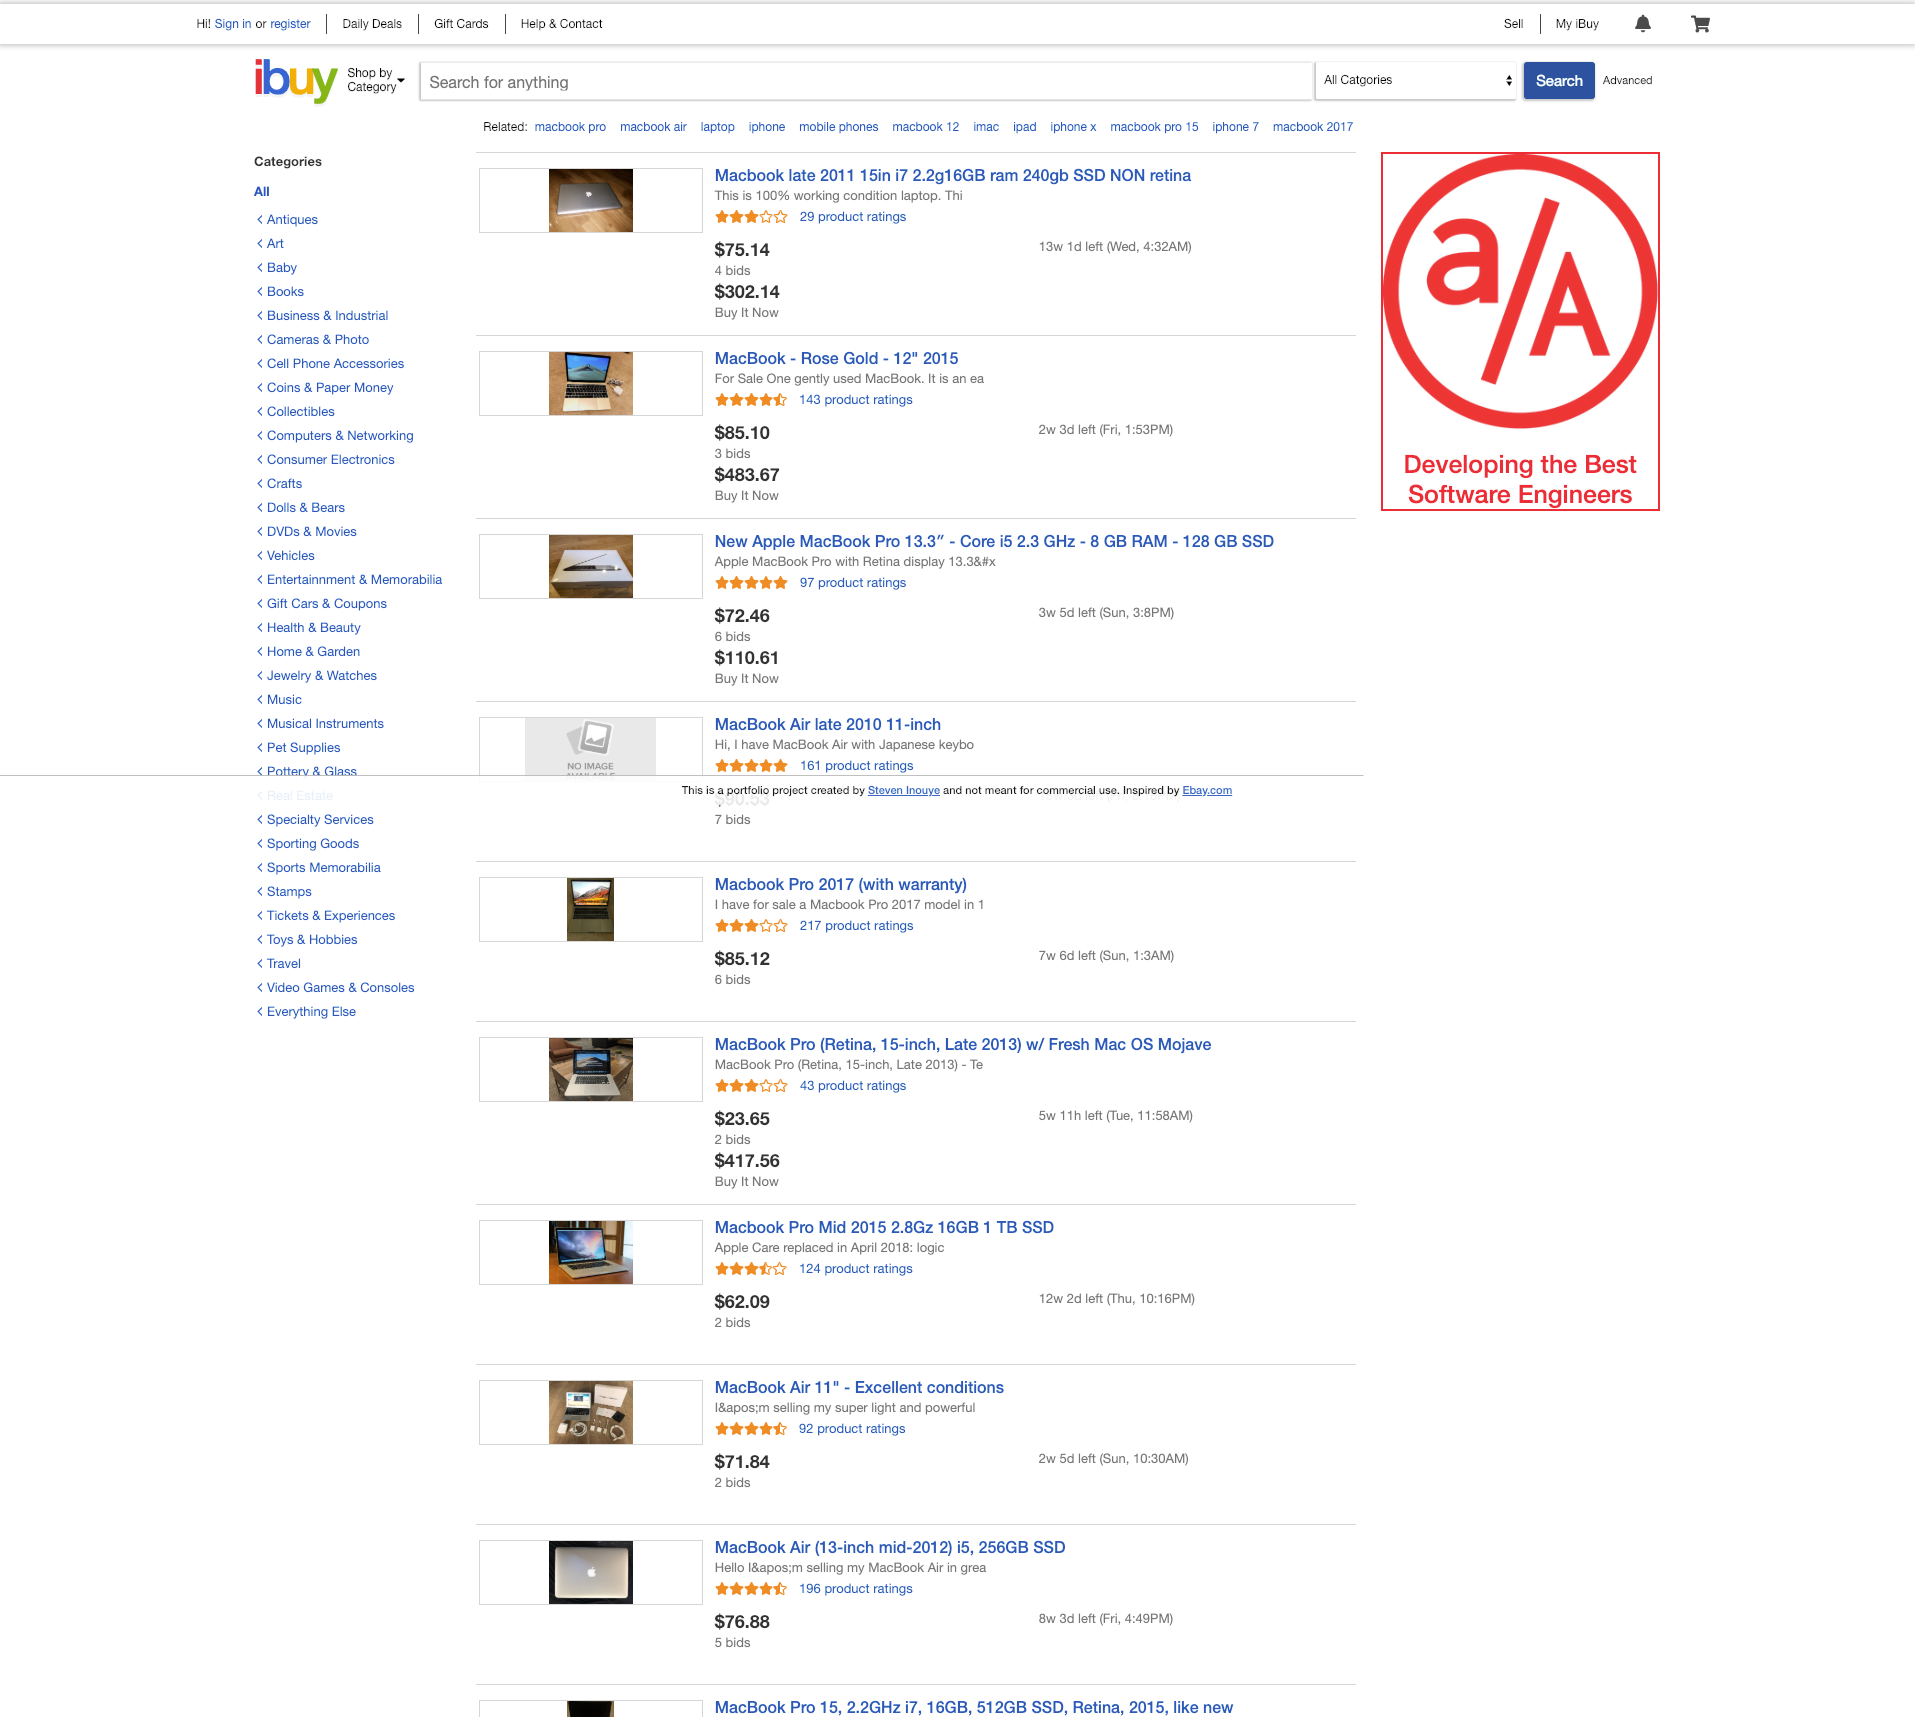 Hi! Sign in or register
Daily Deals
Gift Cards
Help & Contact
Sell
My iBuy
ibuy
Shop by
Category
Search for anything
All Catgories
Search
Advanced
Related: macbook pro macbook air laptop iphone mobile phones macbook 12 imac ipad iphone x macbook pro 15 iphone 7 macbook 2017
Categories
All
Antiques
Art
Baby
Books
Business & Industrial
Cameras & Photo
Cell Phone Accessories
Coins & Paper Money
Collectibles
Computers & Networking
Consumer Electronics
Crafts
Dolls & Bears
DVDs & Movies
Vehicles
Entertainnment & Memorabilia
Gift Cars & Coupons
Health & Beauty
Home & Garden
Jewelry & Watches
Music
Musical Instruments
Pet Supplies
Pottery & Glass
Real Estate
Specialty Services
Sporting Goods
Sports Memorabilia
Stamps
Tickets & Experiences
Toys & Hobbies
Travel
Video Games & Consoles
Everything Else
Macbook late 2011 15in i7 2.2g16GB ram 240gb SSD NON retina
This is 100% working condition laptop. Thi
29 product ratings
$75.14
13w 1d left (Wed, 4:32AM)
4 bids
$302.14
Buy It Now
MacBook - Rose Gold - 12" 2015
For Sale One gently used MacBook. It is an ea
143 product ratings
$85.10
2w 3d left (Fri, 1:53PM)
3 bids
$483.67
Buy It Now
New Apple MacBook Pro 13.3″ - Core i5 2.3 GHz - 8 GB RAM - 128 GB SSD
Apple MacBook Pro with Retina display 13.3&#x
97 product ratings
$72.46
3w 5d left (Sun, 3:8PM)
6 bids
$110.61
Buy It Now
NO IMAGE
AVAILABLE
MacBook Air late 2010 11-inch
Hi, I have MacBook Air with Japanese keybo
161 product ratings
This is a portfolio project created by Steven Inouye and not meant for commercial use. Inspired by Ebay.com
$90.53
7 bids
Macbook Pro 2017 (with warranty)
I have for sale a Macbook Pro 2017 model in 1
217 product ratings
$85.12
7w 6d left (Sun, 1:3AM)
6 bids
MacBook Pro (Retina, 15-inch, Late 2013) w/ Fresh Mac OS Mojave
MacBook Pro (Retina, 15-inch, Late 2013) - Te
43 product ratings
$23.65
5w 11h left (Tue, 11:58AM)
2 bids
$417.56
Buy It Now
Macbook Pro Mid 2015 2.8Gz 16GB 1 TB SSD
Apple Care replaced in April 2018: logic
124 product ratings
$62.09
12w 2d left (Thu, 10:16PM)
2 bids
MacBook Air 11" - Excellent conditions
I&apos;m selling my super light and powerful
92 product ratings
$71.84
2w 5d left (Sun, 10:30AM)
2 bids
MacBook Air (13-inch mid-2012) i5, 256GB SSD
Hello I&apos;m selling my MacBook Air in grea
196 product ratings
$76.88
8w 3d left (Fri, 4:49PM)
5 bids
MacBook Pro 15, 2.2GHz i7, 16GB, 512GB SSD, Retina, 2015, like new
a/A
Developing the Best
Software Engineers